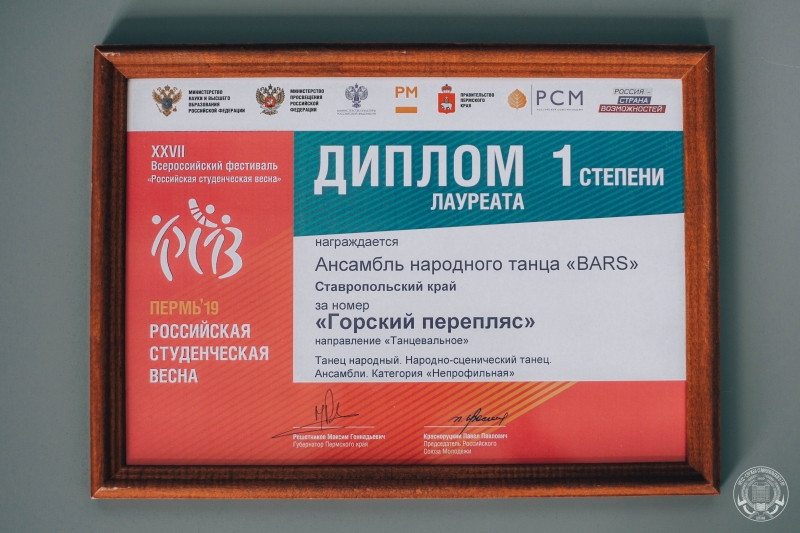 МИНИСТЕРСТВО
НАУКИ И ВЫСШЕГО
ОБРАЗОВАНИЯ
РОССИЙСКОЙ ФЕДЕРАЦИИ
МИНИСТЕРСТВО
ПРОСВЕЩЕНИЯ
РОССИЙСКОЙ
ФЕДЕРАЦИИ
РМ
ПРАВИТЕЛЬСТВО
ПЕРМСКОГО
КРАЯ
РСМ
РОССИЯ –
СТРАНА
ВОЗМОЖНОСТЕЙ
XXVII
Всероссийский фестиваль
«Российская студенческая весна»
ПЕРМЬ'19
РОССИЙСКАЯ
СТУДЕНЧЕСКАЯ
ВЕСНА
ДИПЛОМ 1 СТЕПЕНИ
ЛАУРЕАТА
награждается
Ансамбль народного танца «BARS»
Ставропольский край
за номер
«Горский перепляс»
направление «Танцевальное»
Танец народный. Народно-сценический танец.
Ансамбли. Категория «Непрофильная»
Решетников Максим Геннадьевич
Губернатор Пермского края
Красноруцкий Павел Павлович
Председатель Российского
Союза Молодежи